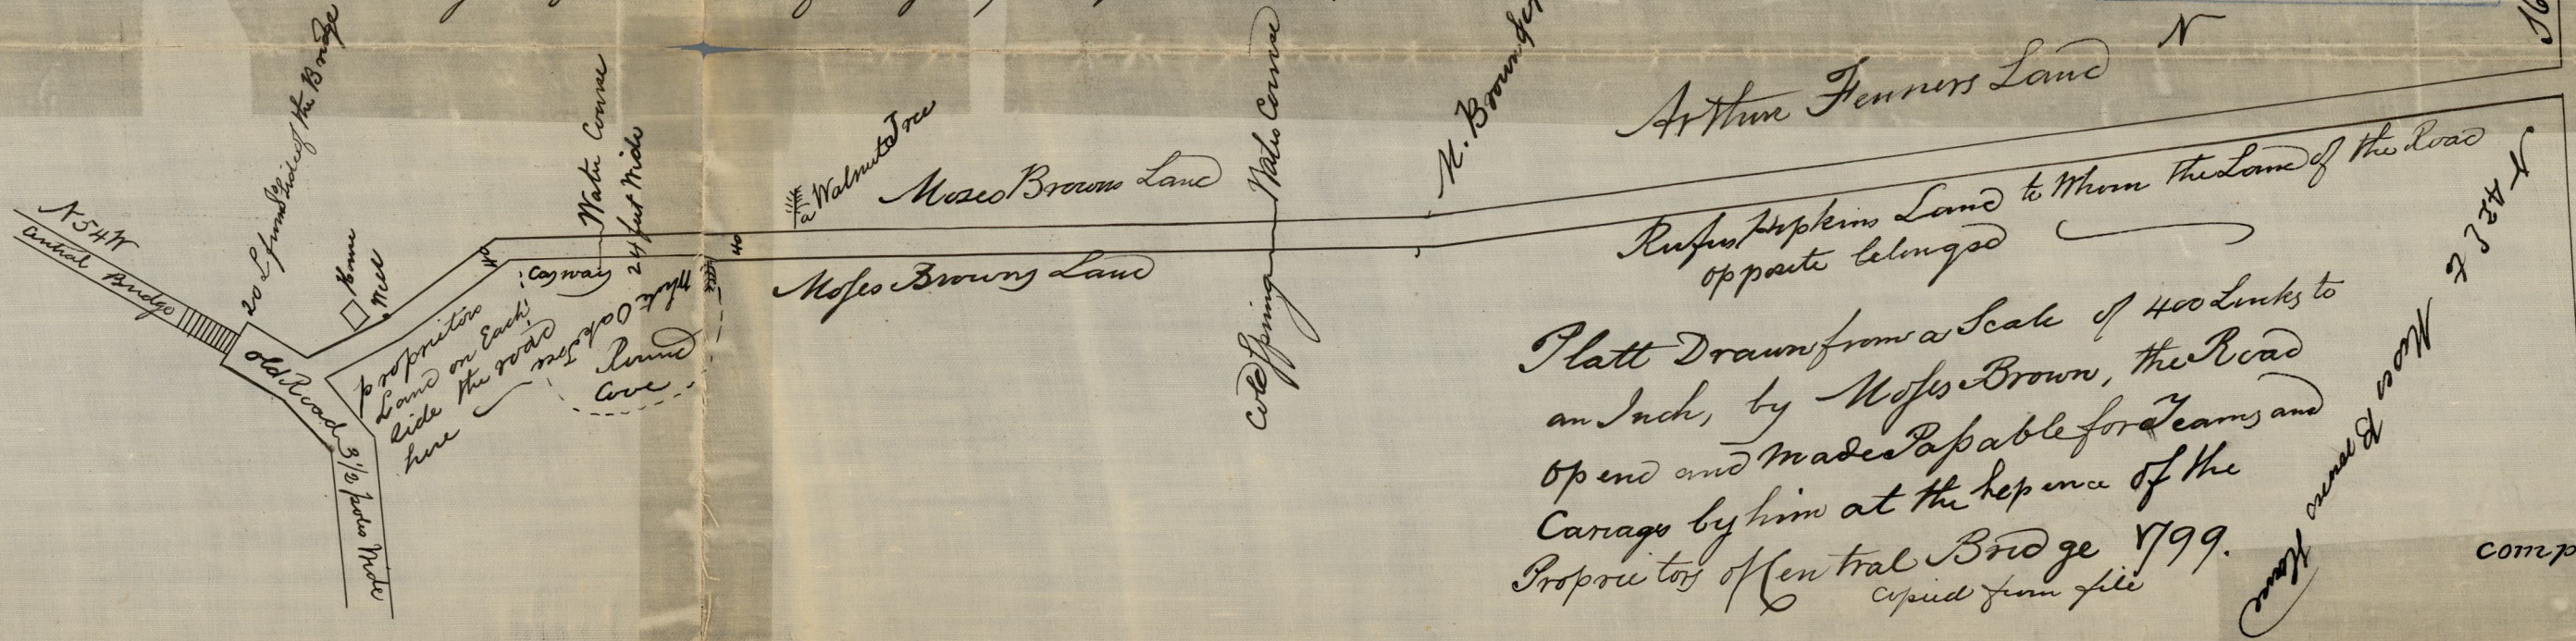 N 54 W
Central Bridge
20 L from S. Side of the Bridge
House
Well
Old Road 3 1/2 poles Wide
40
proprietors
Land on Each
Side the road
here
Casway
Water Course
24 feet Wide
White Oak Tree
Round
Cove
40
a Walnut Tree
Moses Browns Land
Moses Browns Land
Cold Spring Water Course
M. Browns
Arthur Fenners Land
N
Rufus Hopkins Land to Whom the Land of the Road
opposite belonged
Platt Drawn from a Scale of 400 Links to
an Inch, by Moses Brown, the Road
opend and made Passable for Teams and
Cariages by him at the Expence of the
Proprietors of Central Bridge 1799.
Copied from file
Moses Browns House
comp